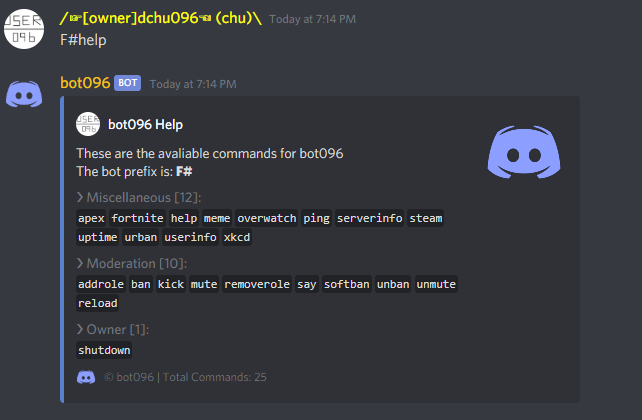 USER
096
/☞[owner]dchu096☜ (chu)\ Today at 7:14 PM
F#help
bot096 BOT Today at 7:14 PM
USER
096
bot096 Help
These are the avaliable commands for bot096
The bot prefix is: F#
❯ Miscellaneous [12]:
apex fortnite help meme overwatch ping serverinfo steam
uptime urban userinfo xkcd
❯ Moderation [10]:
addrole ban kick mute removerole say softban unban unmute
reload
❯ Owner [1]:
shutdown
© bot096 | Total Commands: 25